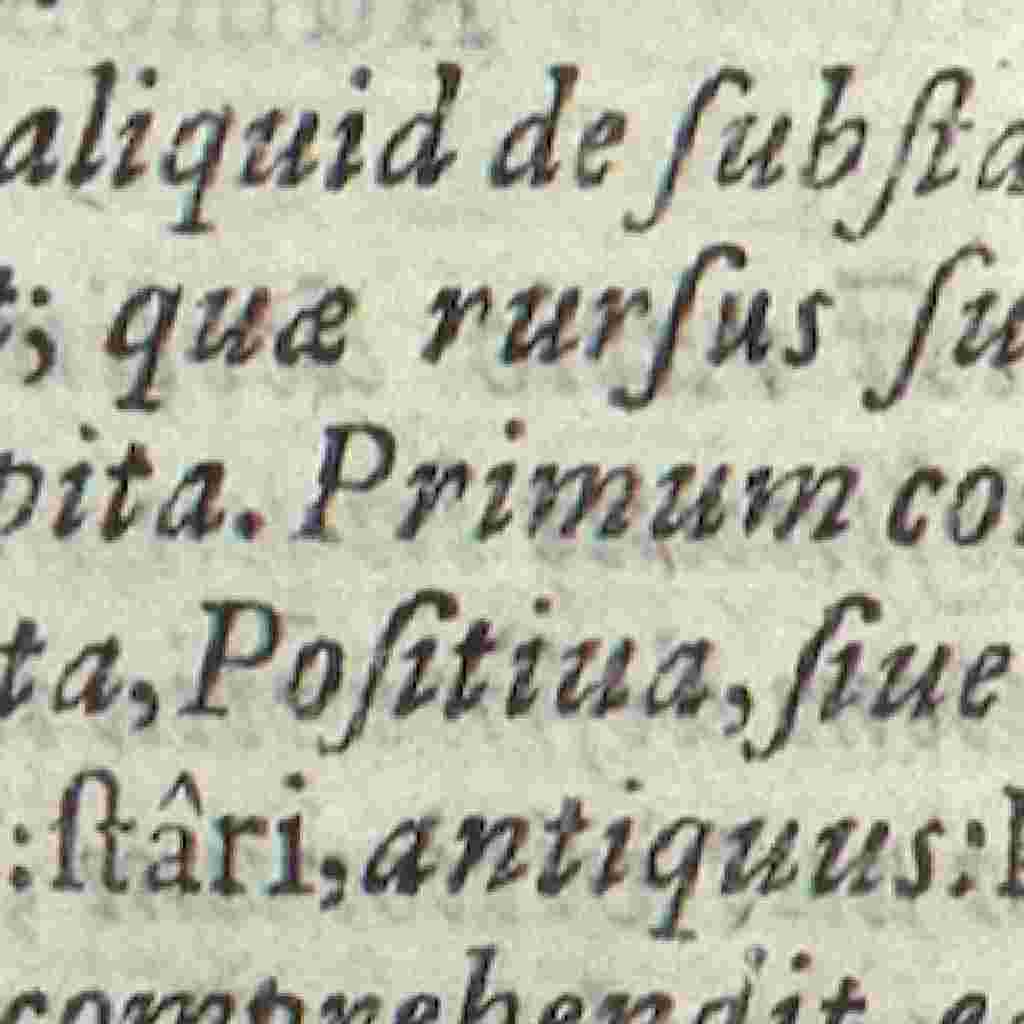 aliquid de ſubſta
; quæ rurſus ſu
pita. Primum co
ta, Poſitiua, ſiue
: ſtâri, antiquus:
comprehendit